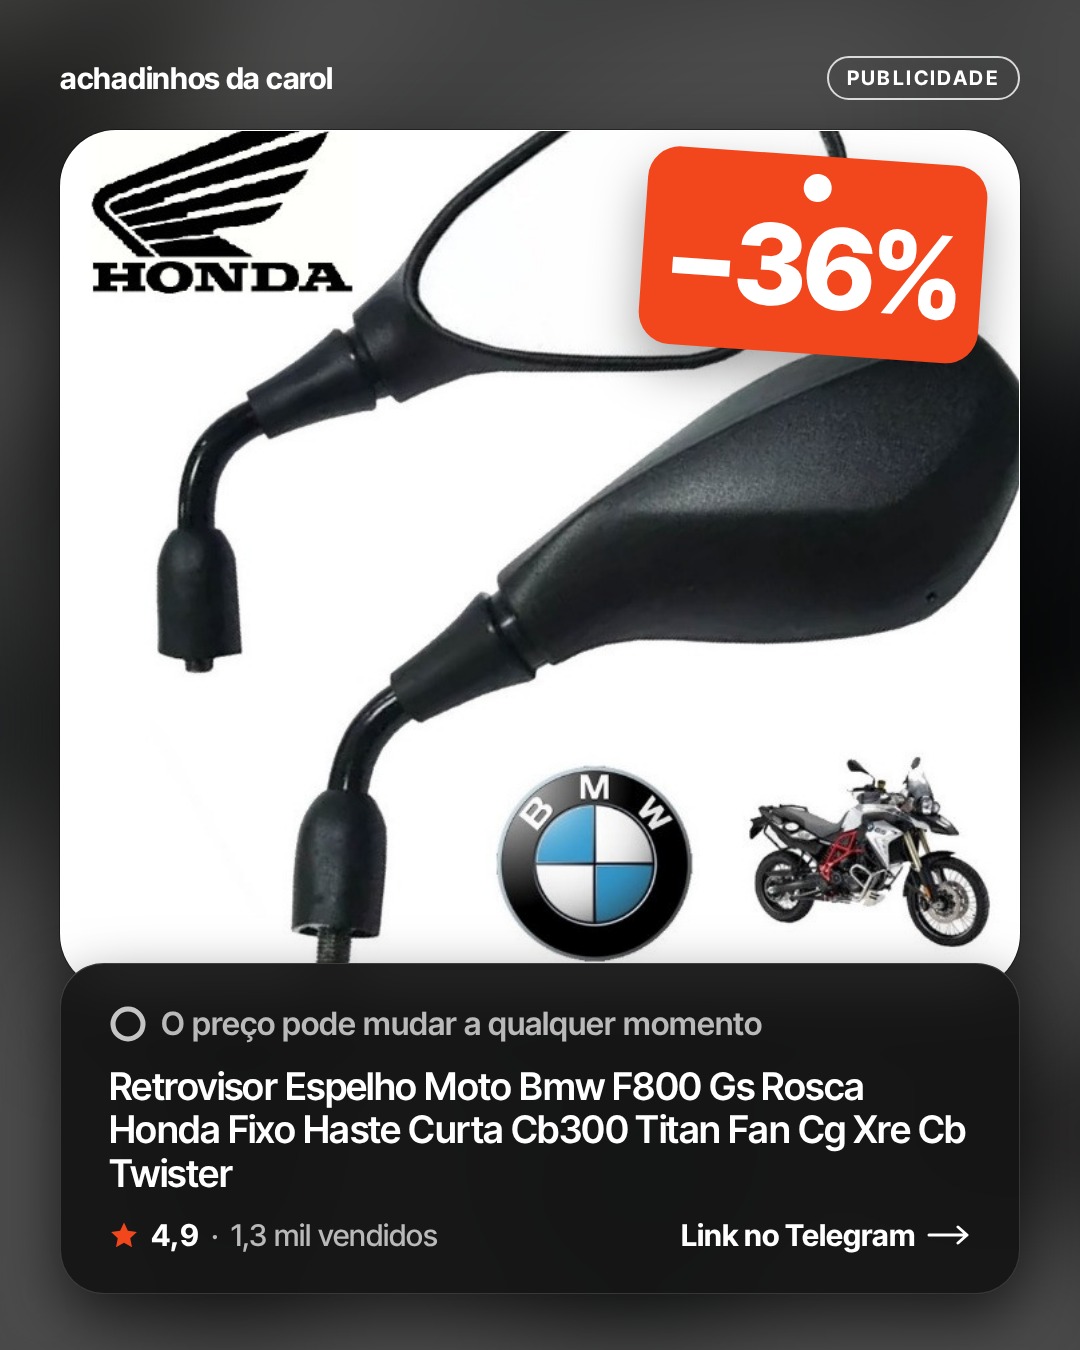 achadinhos da carol
PUBLICIDADE
HONDA
-36%
BMW
O preço pode mudar a qualquer momento
Retrovisor Espelho Moto Bmw F800 Gs Rosca
Honda Fixo Haste Curta Cb300 Titan Fan Cg Xre Cb
Twister
4,9 · 1,3 mil vendidos
Link no Telegram →